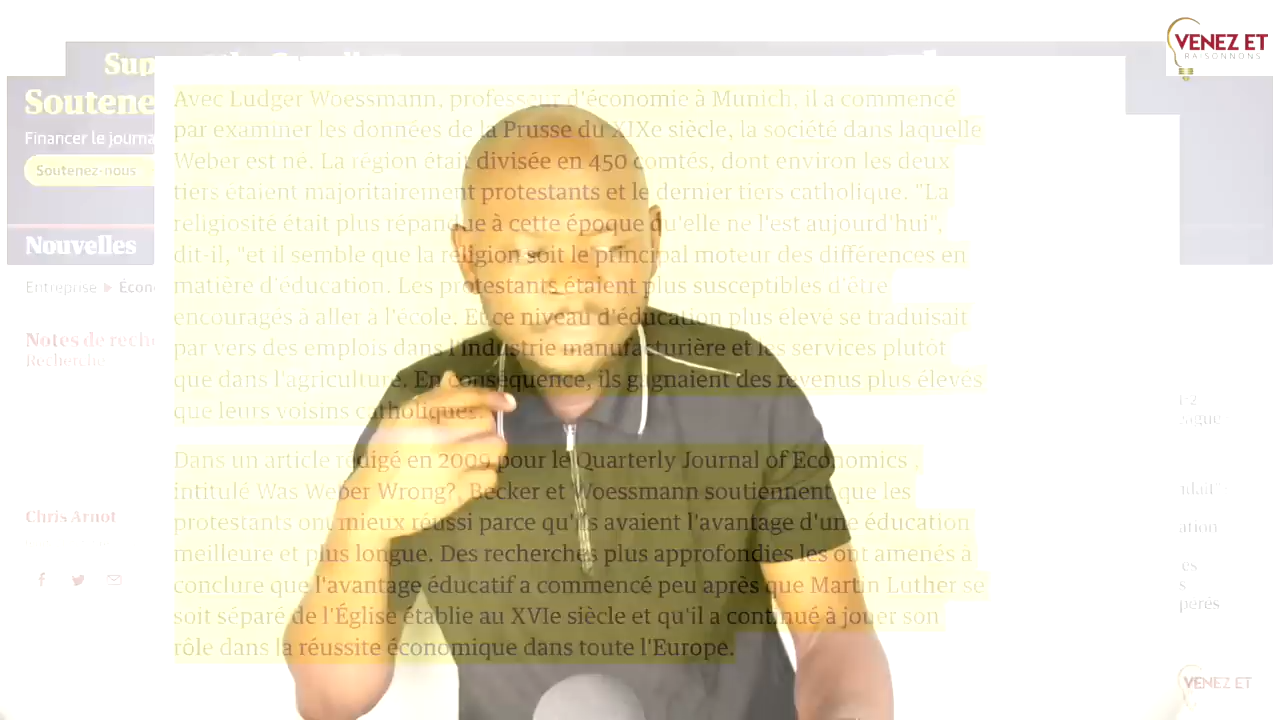 VENEZ ET
RAISONNONS
Soutene
Financer le journa
Soutenez-nous
Nouvelles
Entreprise ▸ Écon
Notes de rech
Recherche
Chris Arnot
Avec Ludger Woessmann, professeur d'économie à Munich, il a commencé
par examiner les données de la Prusse du XIXe siècle, la société dans laquelle
Weber est né. La région était divisée en 450 comtés, dont environ les deux
tiers étaient majoritairement protestants et le dernier tiers catholique. "La
religiosité était plus répandue à cette époque qu'elle ne l'est aujourd'hui",
dit-il, "et il semble que la religion soit le principal moteur des différences en
matière d'éducation. Les protestants étaient plus susceptibles d'être
encouragés à aller à l'école. Et ce niveau d'éducation plus élevé se traduisait
par vers des emplois dans l'industrie manufacturière et les services plutôt
que dans l'agriculture. En conséquence, ils gagnaient des revenus plus élevés
que leurs voisins catholiques.
Dans un article rédigé en 2009 pour le Quarterly Journal of Economics ,
intitulé Was Weber Wrong?, Becker et Woessmann soutiennent que les
protestants ont mieux réussi parce qu'ils avaient l'avantage d'une éducation
meilleure et plus longue. Des recherches plus approfondies les ont amenés à
conclure que l'avantage éducatif a commencé peu après que Martin Luther se
soit séparé de l'Église établie au XVIe siècle et qu'il a continué à jouer son
rôle dans la réussite économique dans toute l'Europe.
VENEZ ET